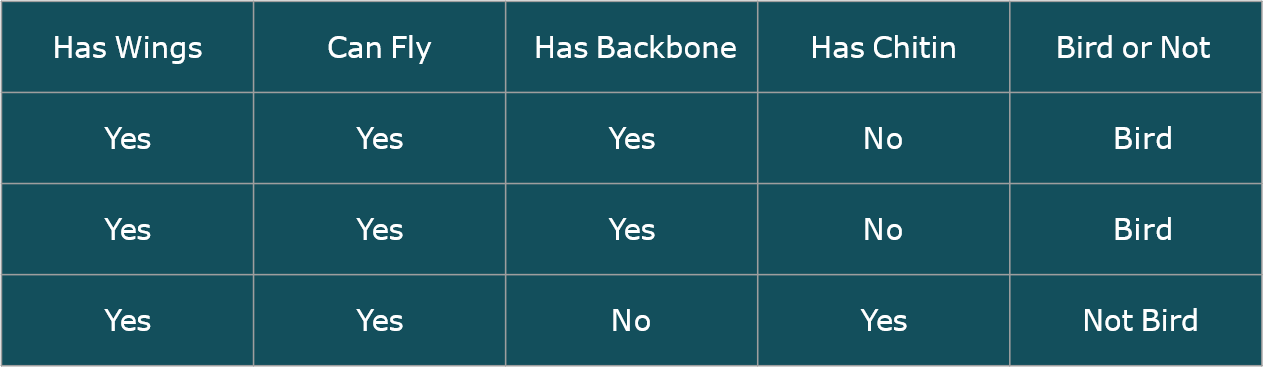 Has Wings Can Fly Has Backbone Has Chitin Bird or Not
Yes Yes Yes No Bird
Yes Yes Yes No Bird
Yes Yes No Yes Not Bird